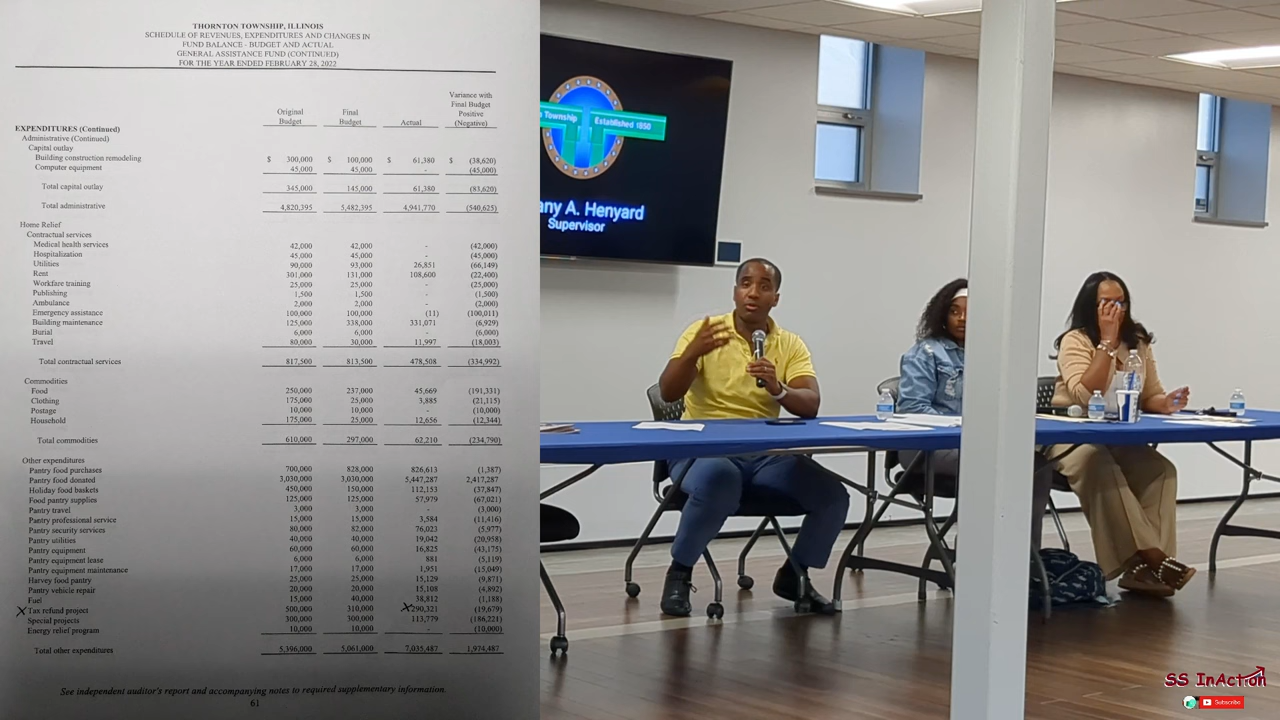 THORNTON TOWNSHIP, ILLINOIS
SCHEDULE OF REVENUES, EXPENDITURES AND CHANGES IN
FUND BALANCE - BUDGET AND ACTUAL
GENERAL ASSISTANCE FUND (CONTINUED)
FOR THE YEAR ENDED FEBRUARY 28, 2022
Original Budget Final Budget Actual Variance with Final Budget Positive (Negative)
EXPENDITURES (Continued)
Administrative (Continued)
Capital outlay
Building construction remodeling $ 300,000 $ 100,000 $ 61,380 $ (38,620)
Computer equipment 45,000 45,000 - (45,000)
Total capital outlay 345,000 145,000 61,380 (83,620)
Total administrative 4,820,395 5,482,395 4,941,770 (540,625)
Home Relief
Contractual services
Medical health services 42,000 42,000 - (42,000)
Hospitalization 45,000 45,000 - (45,000)
Utilities 90,000 93,000 26,851 (66,149)
Rent 301,000 131,000 108,600 (22,400)
Workfare training 25,000 25,000 - (25,000)
Publishing 1,500 1,500 - (1,500)
Ambulance 2,000 2,000 - (2,000)
Emergency assistance 100,000 100,000 (11) (100,011)
Building maintenance 125,000 338,000 331,071 (6,929)
Burial 6,000 6,000 - (6,000)
Travel 80,000 30,000 11,997 (18,003)
Total contractual services 817,500 813,500 478,508 (334,992)
Commodities
Food 250,000 237,000 45,669 (191,331)
Clothing 175,000 25,000 3,885 (21,115)
Postage 10,000 10,000 - (10,000)
Household 175,000 25,000 12,656 (12,344)
Total commodities 610,000 297,000 62,210 (234,790)
Other expenditures
Pantry food purchases 700,000 828,000 826,613 (1,387)
Pantry food donated 3,030,000 3,030,000 5,447,287 2,417,287
Holiday food baskets 450,000 150,000 112,153 (37,847)
Food pantry supplies 125,000 125,000 57,979 (67,021)
Pantry travel 3,000 3,000 - (3,000)
Pantry professional service 15,000 15,000 3,584 (11,416)
Pantry security services 80,000 82,000 76,023 (5,977)
Pantry utilities 40,000 40,000 19,042 (20,958)
Pantry equipment 60,000 60,000 16,825 (43,175)
Pantry equipment lease 6,000 6,000 881 (5,119)
Pantry equipment maintenance 17,000 17,000 1,951 (15,049)
Harvey food pantry 25,000 25,000 15,129 (9,871)
Pantry vehicle repair 20,000 20,000 15,108 (4,892)
Fuel 15,000 40,000 38,812 (1,188)
X Tax refund project 500,000 310,000 X 290,321 (19,679)
Special projects 300,000 300,000 113,779 (186,221)
Energy relief program 10,000 10,000 - (10,000)
Total other expenditures 5,396,000 5,061,000 7,035,487 1,974,487
See independent auditor's report and accompanying notes to required supplementary information.
61
Township Established 1850
any A. Henyard
Supervisor
SS InAction
Subscribe